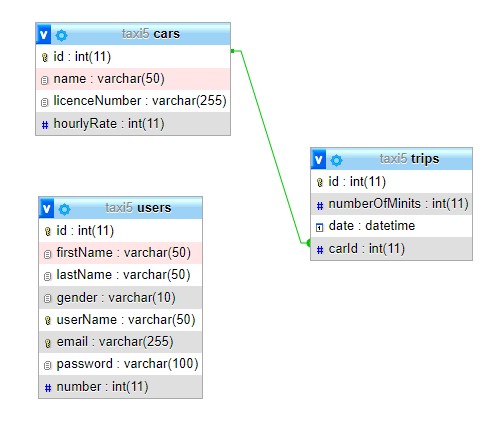 taxi5 cars
id : int(11)
name : varchar(50)
licenceNumber : varchar(255)
# hourlyRate : int(11)
taxi5 trips
id : int(11)
# numberOfMinits : int(11)
date : datetime
# carId : int(11)
taxi5 users
id : int(11)
firstName : varchar(50)
lastName : varchar(50)
gender : varchar(10)
userName : varchar(50)
email : varchar(255)
password : varchar(100)
# number : int(11)